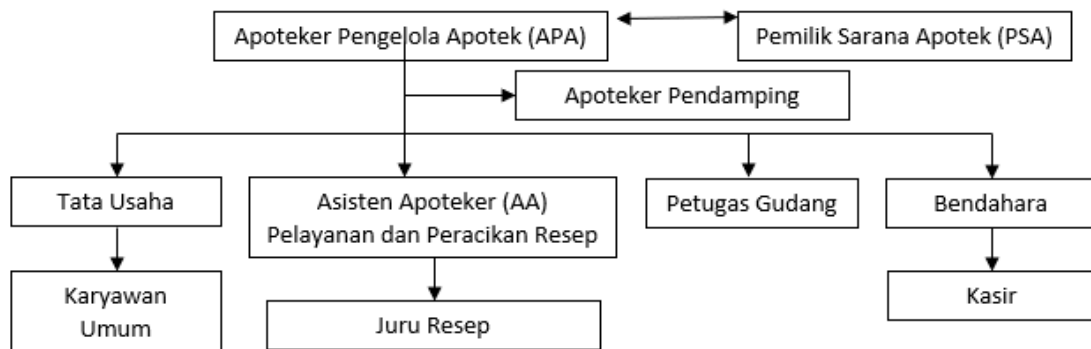 Apoteker Pengelola Apotek (APA)
Pemilik Sarana Apotek (PSA)
Apoteker Pendamping
Tata Usaha
Asisten Apoteker (AA)
Pelayanan dan Peracikan Resep
Petugas Gudang
Bendahara
Karyawan
Umum
Juru Resep
Kasir